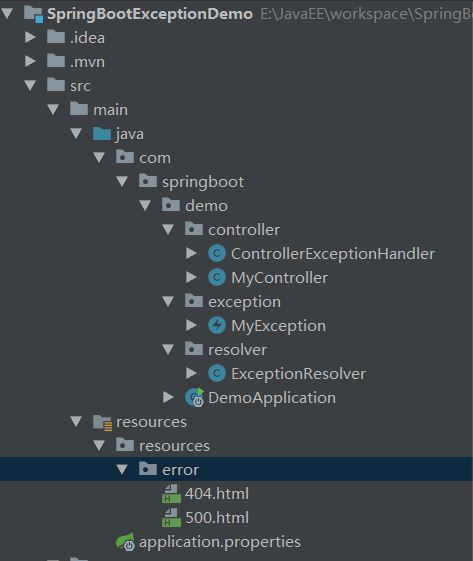 SpringBootExceptionDemo E:\JavaEE\workspace\SpringBo
.idea
.mvn
src
main
java
com
springboot
demo
controller
ControllerExceptionHandler
MyController
exception
MyException
resolver
ExceptionResolver
DemoApplication
resources
resources
error
404.html
500.html
application.properties